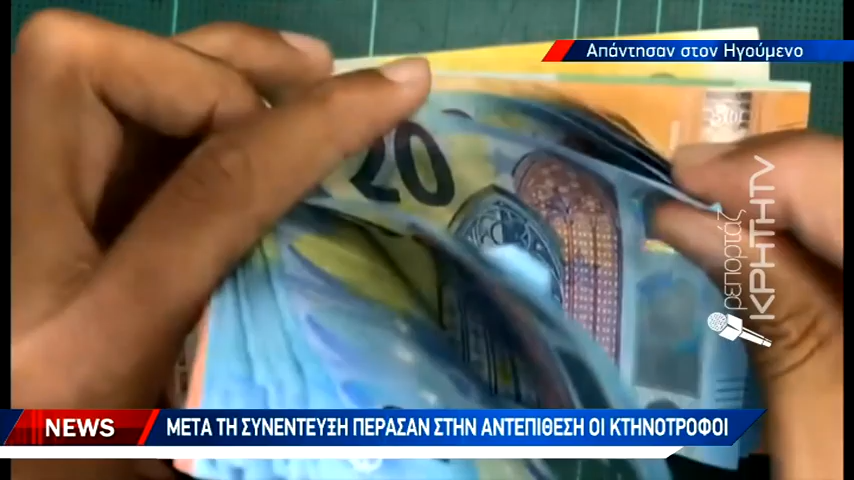 Απάντησαν στον Ηγούμενο
20
ρεπορτάζ
ΚΡΗΤΗTV
NEWS
ΜΕΤΑ ΤΗ ΣΥΝΕΝΤΕΥΞΗ ΠΕΡΑΣΑΝ ΣΤΗΝ ΑΝΤΕΠΙΘΕΣΗ ΟΙ ΚΤΗΝΟΤΡΟΦΟΙ